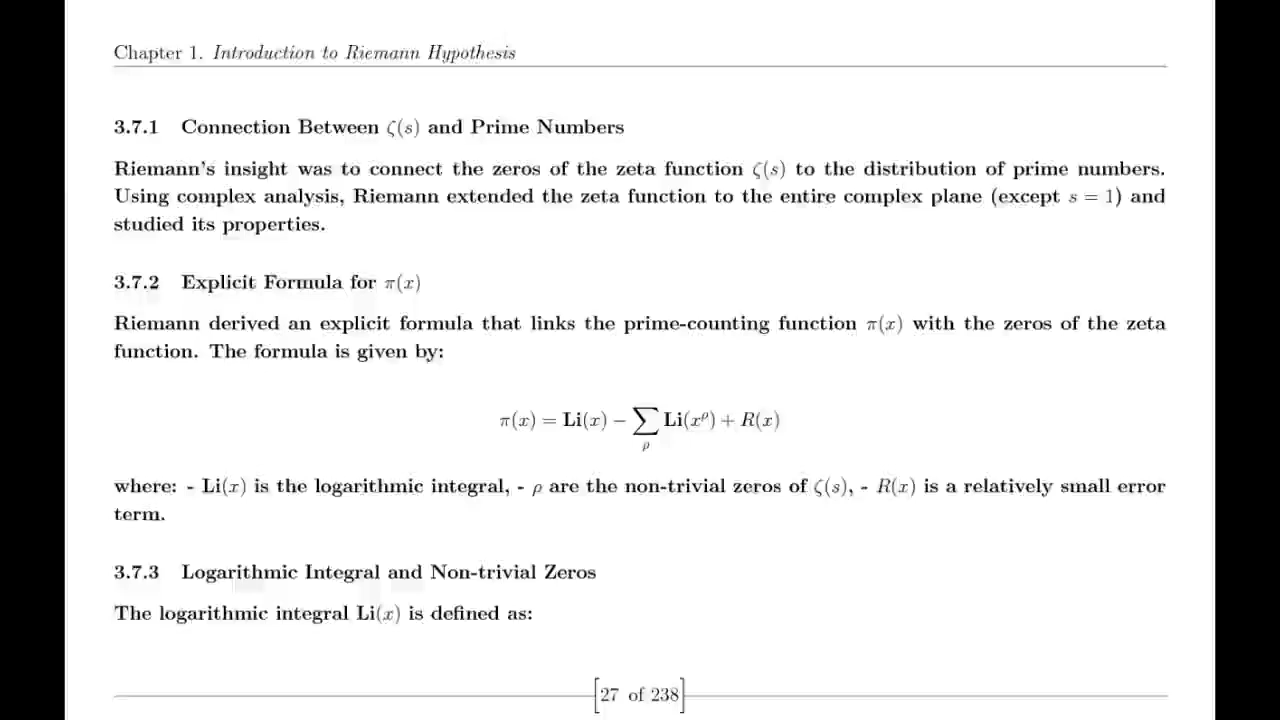 Chapter 1. Introduction to Riemann Hypothesis
3.7.1 Connection Between ζ(s) and Prime Numbers
Riemann's insight was to connect the zeros of the zeta function ζ(s) to the distribution of prime numbers.
Using complex analysis, Riemann extended the zeta function to the entire complex plane (except s = 1) and
studied its properties.
3.7.2 Explicit Formula for π(x)
Riemann derived an explicit formula that links the prime-counting function π(x) with the zeros of the zeta
function. The formula is given by:
π(x) = Li(x) − ∑ Li(x^ρ) + R(x)
ρ
where: - Li(x) is the logarithmic integral, - ρ are the non-trivial zeros of ζ(s), - R(x) is a relatively small error
term.
3.7.3 Logarithmic Integral and Non-trivial Zeros
The logarithmic integral Li(x) is defined as:
[27 of 238]